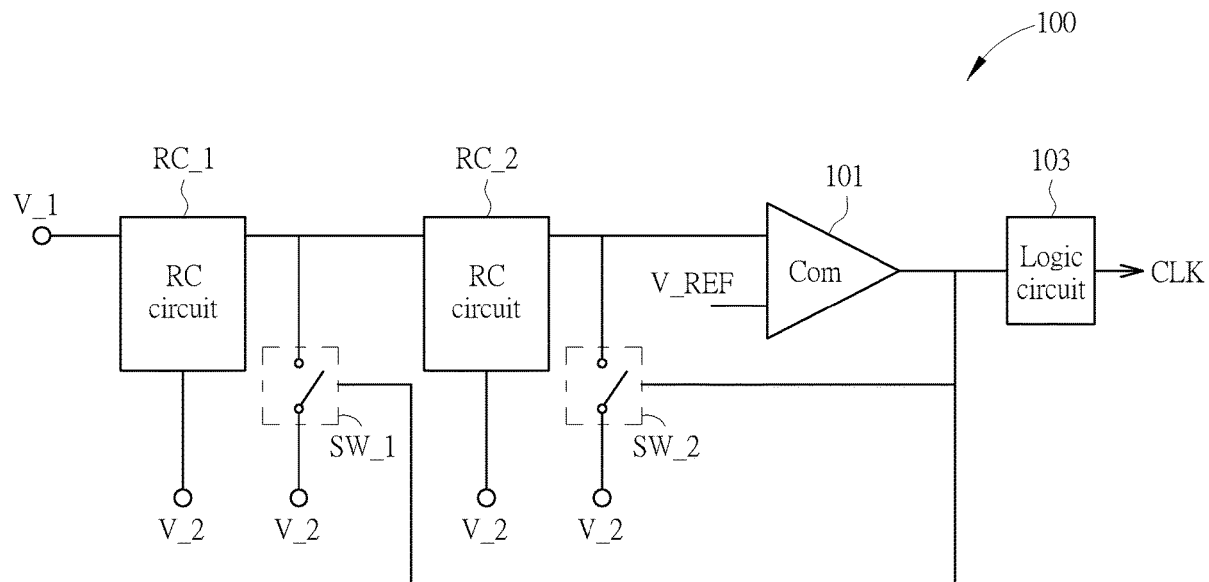 100
RC_1
RC_2
101
103
V_1
RC
circuit
RC
circuit
V_REF
Com
Logic
circuit
CLK
SW_1
SW_2
V_2
V_2
V_2
V_2